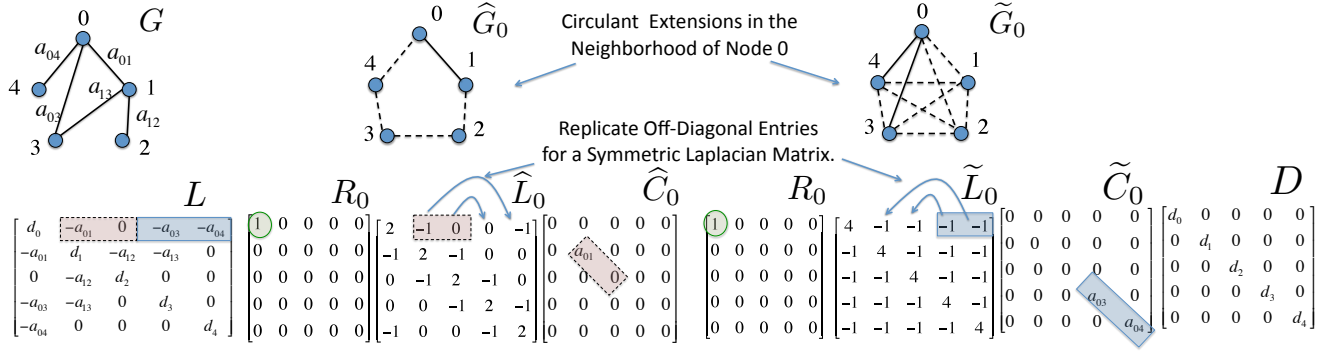 0 G
a₀₄ a₀₁
4 a₁₃ 1
a₀₃ a₁₂
3 2
0 Ĝ₀
4 1
3 2
Circulant Extensions in the
Neighborhood of Node 0
0 G̃₀
4 1
3 2
Replicate Off-Diagonal Entries
for a Symmetric Laplacian Matrix.
L
d₀ −a₀₁ 0 −a₀₃ −a₀₄
−a₀₁ d₁ −a₁₂ −a₁₃ 0
0 −a₁₂ d₂ 0 0
−a₀₃ −a₁₃ 0 d₃ 0
−a₀₄ 0 0 0 d₄
R₀
1 0 0 0 0
0 0 0 0 0
0 0 0 0 0
0 0 0 0 0
0 0 0 0 0
L̂₀
2 −1 0 0 −1
−1 2 −1 0 0
0 −1 2 −1 0
0 0 −1 2 −1
−1 0 0 −1 2
Ĉ₀
0 0 0 0 0
0 a₀₁ 0 0 0
0 0 0 0 0
0 0 0 0 0
0 0 0 0 0
R₀
1 0 0 0 0
0 0 0 0 0
0 0 0 0 0
0 0 0 0 0
0 0 0 0 0
L̃₀
4 −1 −1 −1 −1
−1 4 −1 −1 −1
−1 −1 4 −1 −1
−1 −1 −1 4 −1
−1 −1 −1 −1 4
C̃₀
0 0 0 0 0
0 0 0 0 0
0 0 0 0 0
0 0 0 a₀₃ 0
0 0 0 0 a₀₄
D
d₀ 0 0 0 0
0 d₁ 0 0 0
0 0 d₂ 0 0
0 0 0 d₃ 0
0 0 0 0 d₄